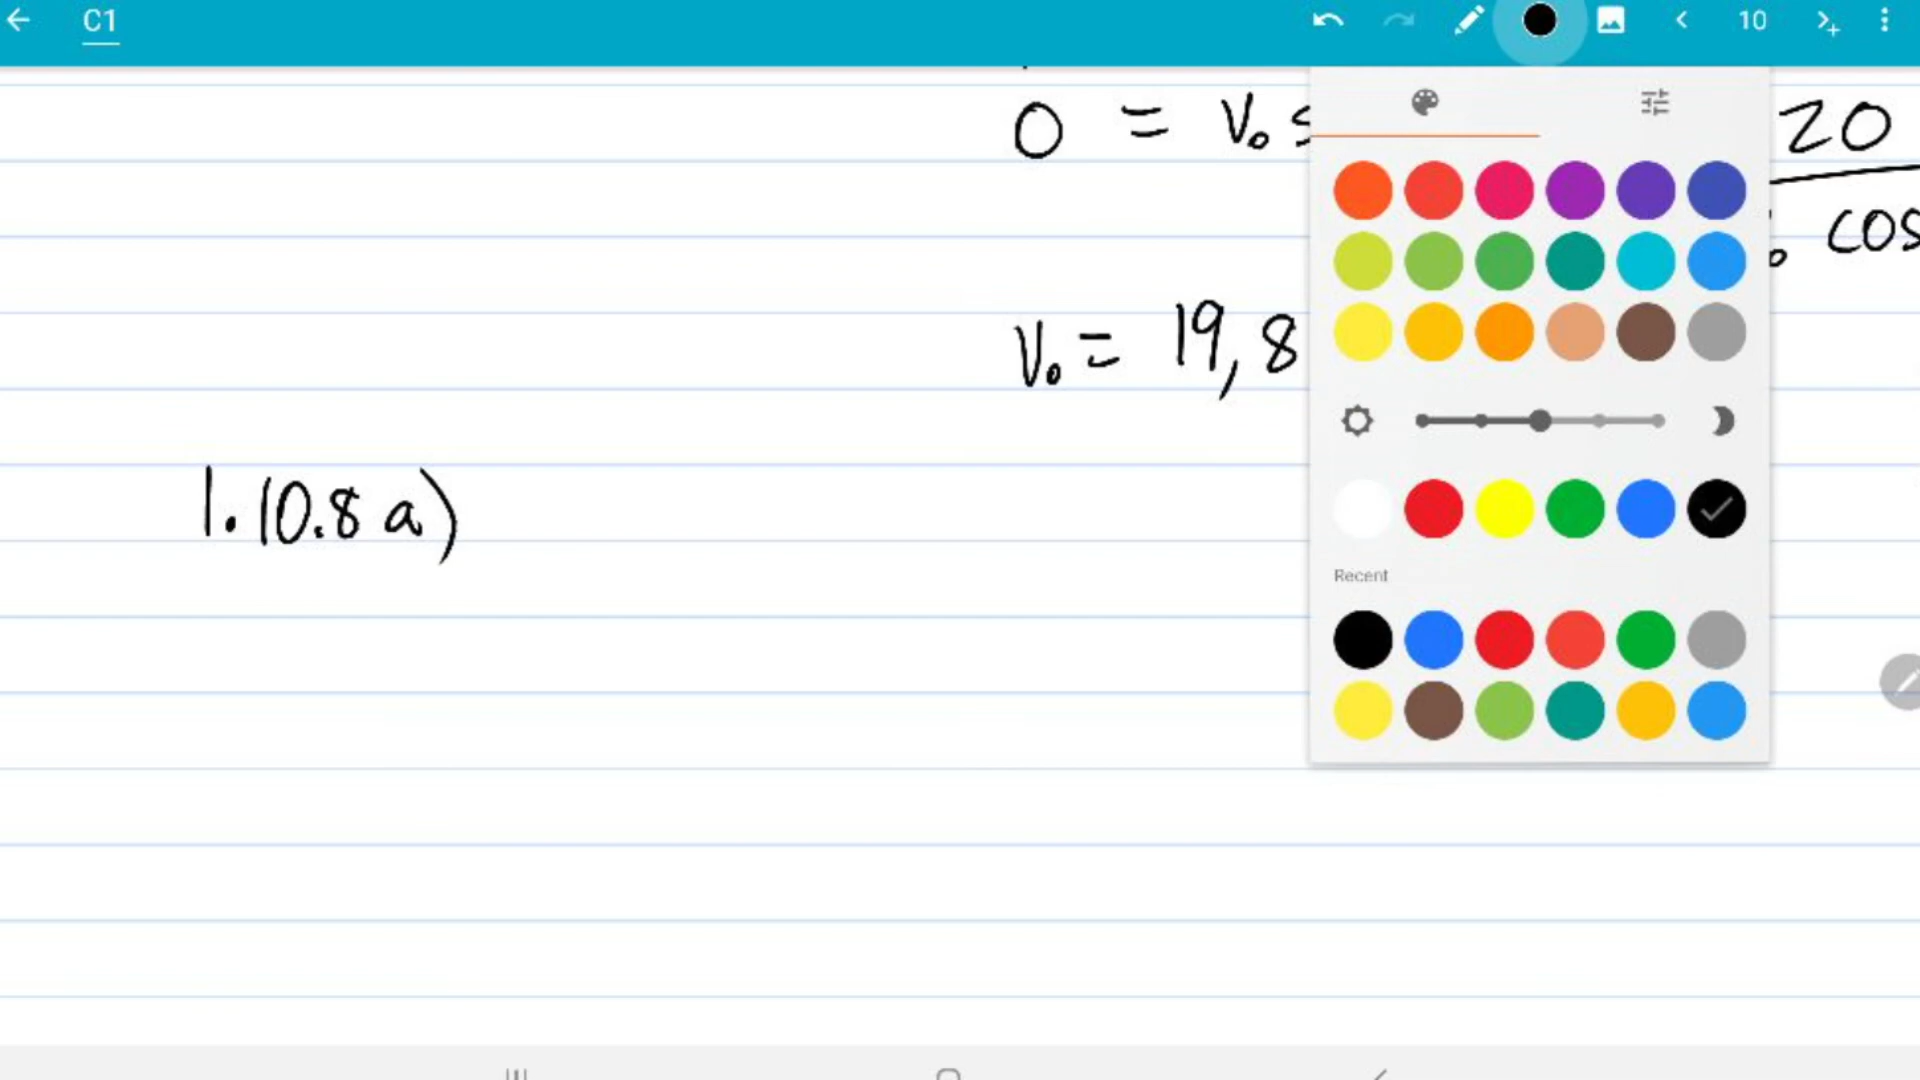 C1
10
0 = V₀ s
20
cos
V₀ = 19,8
1.10.8 a)
Recent